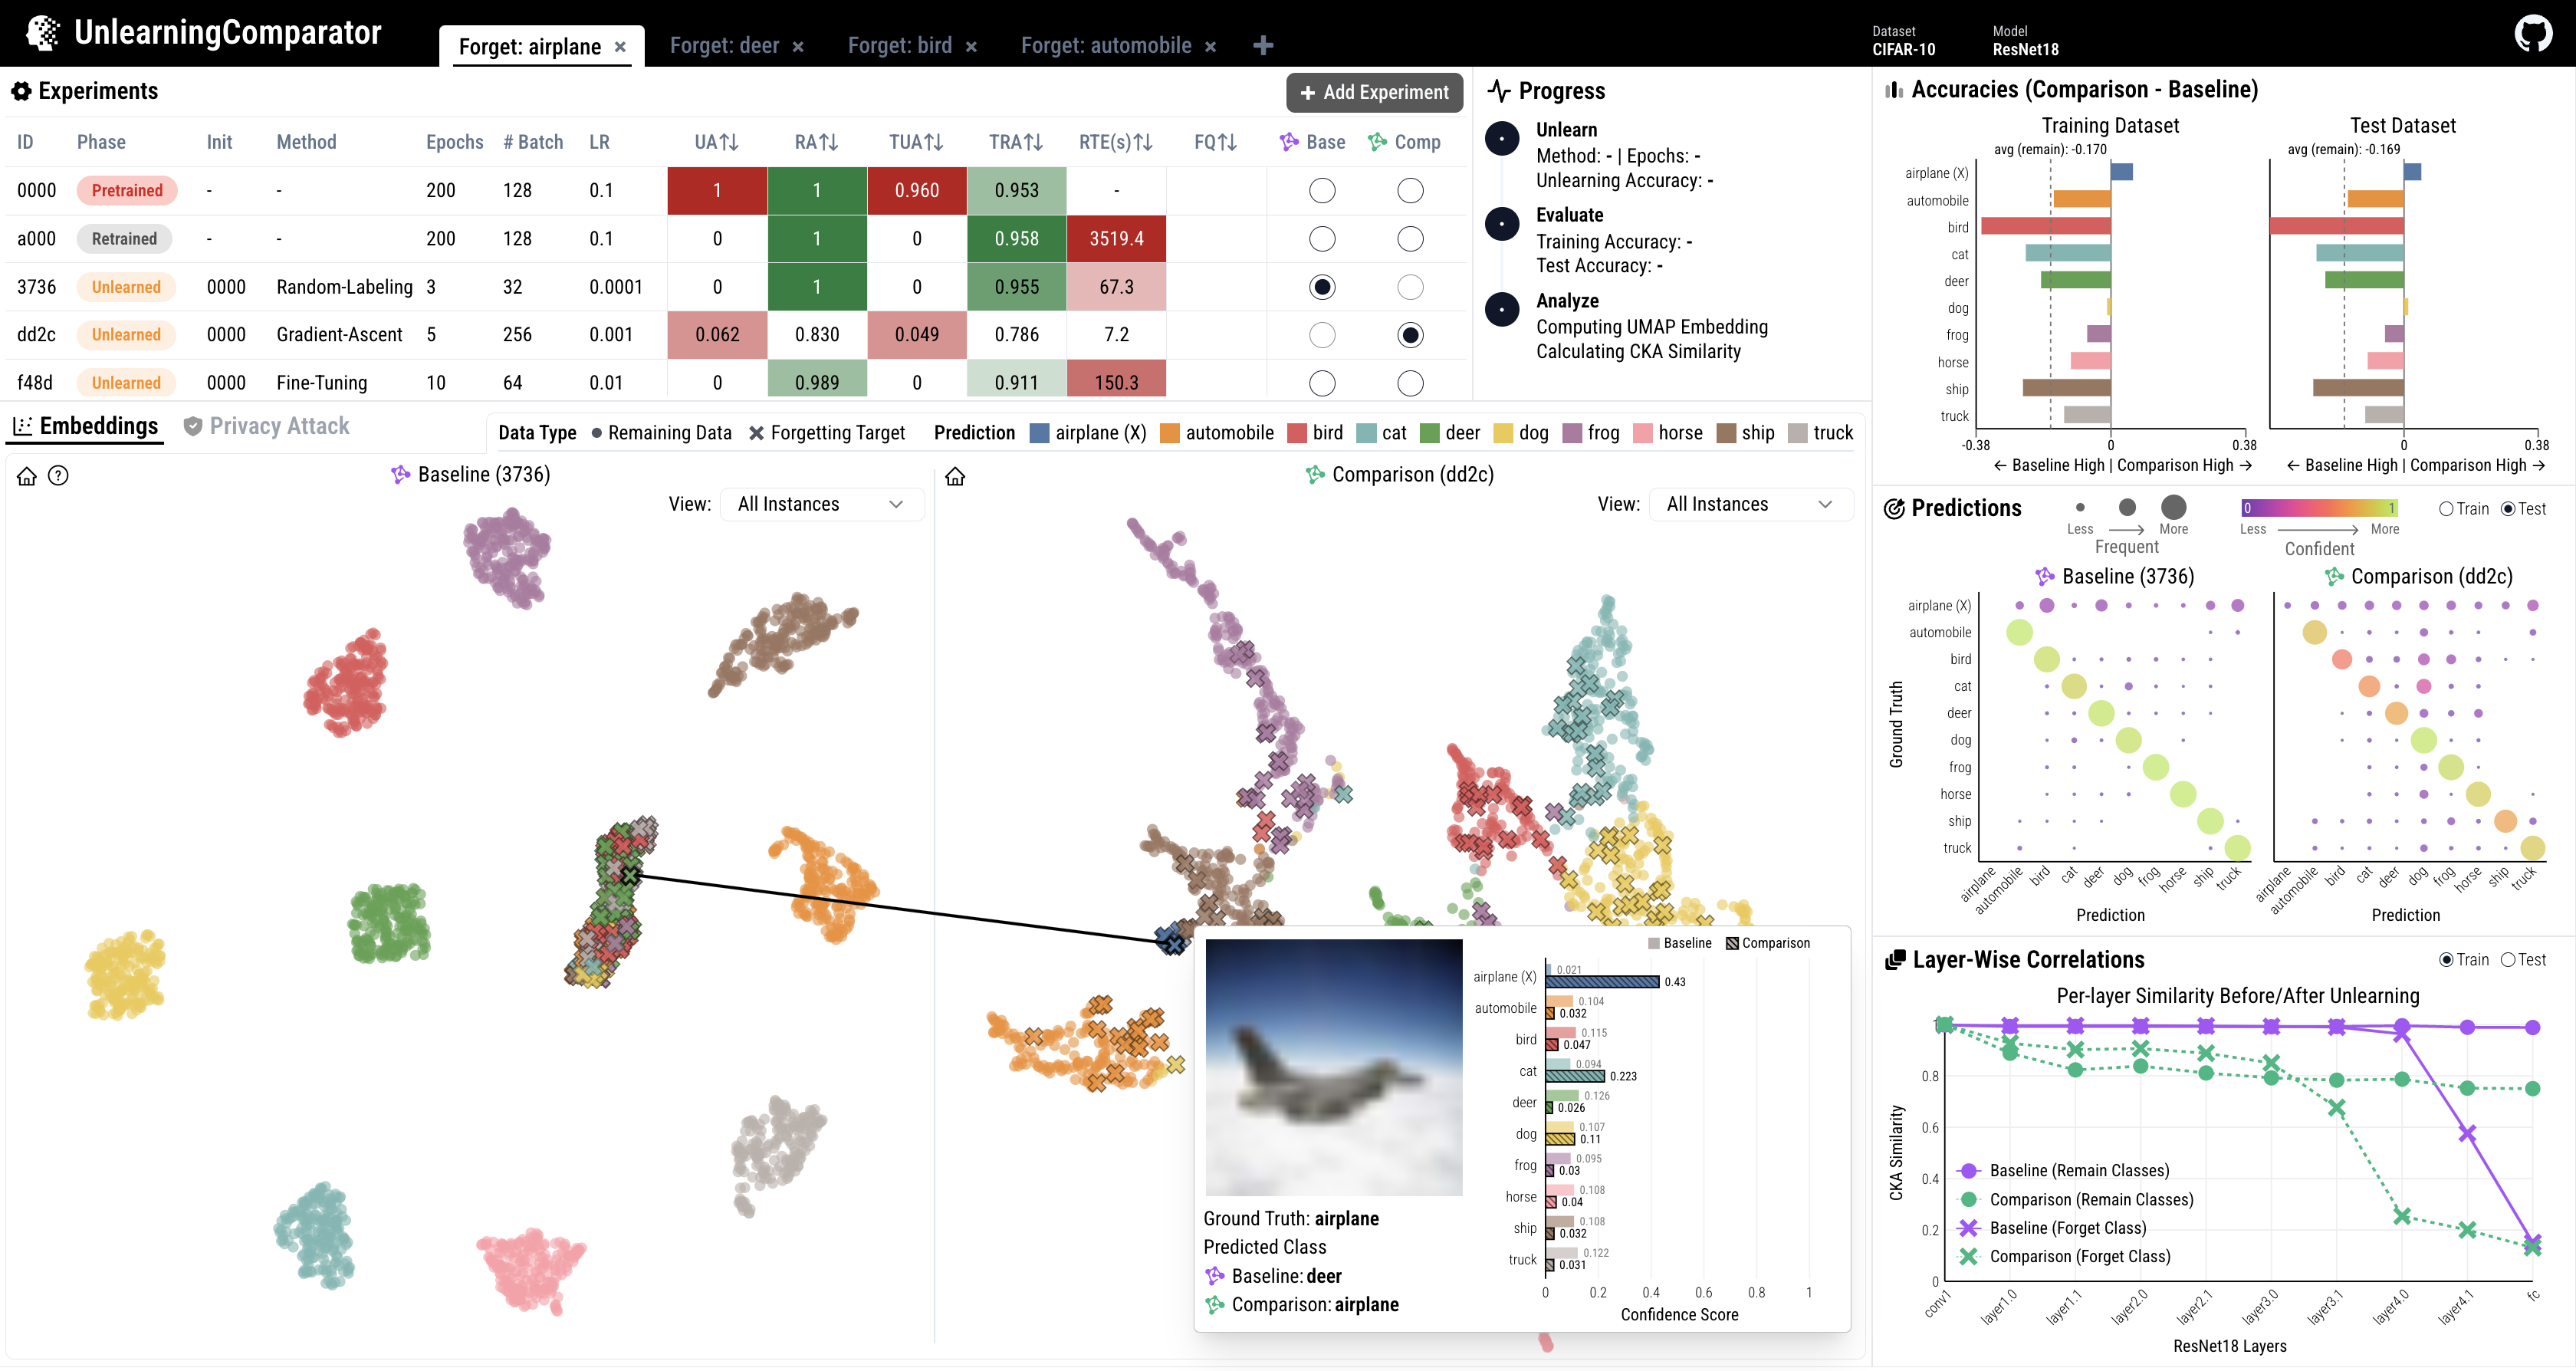 UnlearningComparator
Forget: airplane ×
Forget: deer ×
Forget: bird ×
Forget: automobile ×
Dataset
CIFAR-10
Model
ResNet18
Experiments
+ Add Experiment
ID Phase Init Method Epochs # Batch LR UA↑↓ RA↑↓ TUA↑↓ TRA↑↓ RTE(s)↑↓ FQ↑↓ Base Comp
0000 Pretrained - - 200 128 0.1 1 1 0.960 0.953 -
a000 Retrained - - 200 128 0.1 0 1 0 0.958 3519.4
3736 Unlearned 0000 Random-Labeling 3 32 0.0001 0 1 0 0.955 67.3
dd2c Unlearned 0000 Gradient-Ascent 5 256 0.001 0.062 0.830 0.049 0.786 7.2
f48d Unlearned 0000 Fine-Tuning 10 64 0.01 0 0.989 0 0.911 150.3
Progress
Unlearn
Method: - | Epochs: -
Unlearning Accuracy: -
Evaluate
Training Accuracy: -
Test Accuracy: -
Analyze
Computing UMAP Embedding
Calculating CKA Similarity
Accuracies (Comparison - Baseline)
Training Dataset
avg (remain): -0.170
Test Dataset
avg (remain): -0.169
airplane (X)
automobile
bird
cat
deer
dog
frog
horse
ship
truck
-0.38 0 0.38
0 0.38
← Baseline High | Comparison High →
← Baseline High | Comparison High →
Embeddings
Privacy Attack
Data Type Remaining Data Forgetting Target Prediction airplane (X) automobile bird cat deer dog frog horse ship truck
?
Baseline (3736)
View: All Instances
Comparison (dd2c)
View: All Instances
Baseline Comparison
airplane (X) 0.021 0.43
automobile 0.104 0.032
bird 0.115 0.047
cat 0.094 0.223
deer 0.126 0.026
dog 0.107 0.11
frog 0.095 0.03
horse 0.108 0.04
ship 0.108 0.032
truck 0.122 0.031
0 0.2 0.4 0.6 0.8 1
Confidence Score
Ground Truth: airplane
Predicted Class
Baseline: deer
Comparison: airplane
Predictions
Less → More
Frequent
0 1
Less → More
Confident
Train Test
Baseline (3736)
Comparison (dd2c)
Ground Truth
airplane (X)
automobile
bird
cat
deer
dog
frog
horse
ship
truck
airplane automobile bird cat deer dog frog horse ship truck
airplane automobile bird cat deer dog frog horse ship truck
Prediction
Prediction
Layer-Wise Correlations
Train Test
Per-layer Similarity Before/After Unlearning
CKA Similarity
1
0.8
0.6
0.4
0.2
0
Baseline (Remain Classes)
Comparison (Remain Classes)
Baseline (Forget Class)
Comparison (Forget Class)
conv1 layer1.0 layer1.1 layer2.0 layer2.1 layer3.0 layer3.1 layer4.0 layer4.1 fc
ResNet18 Layers